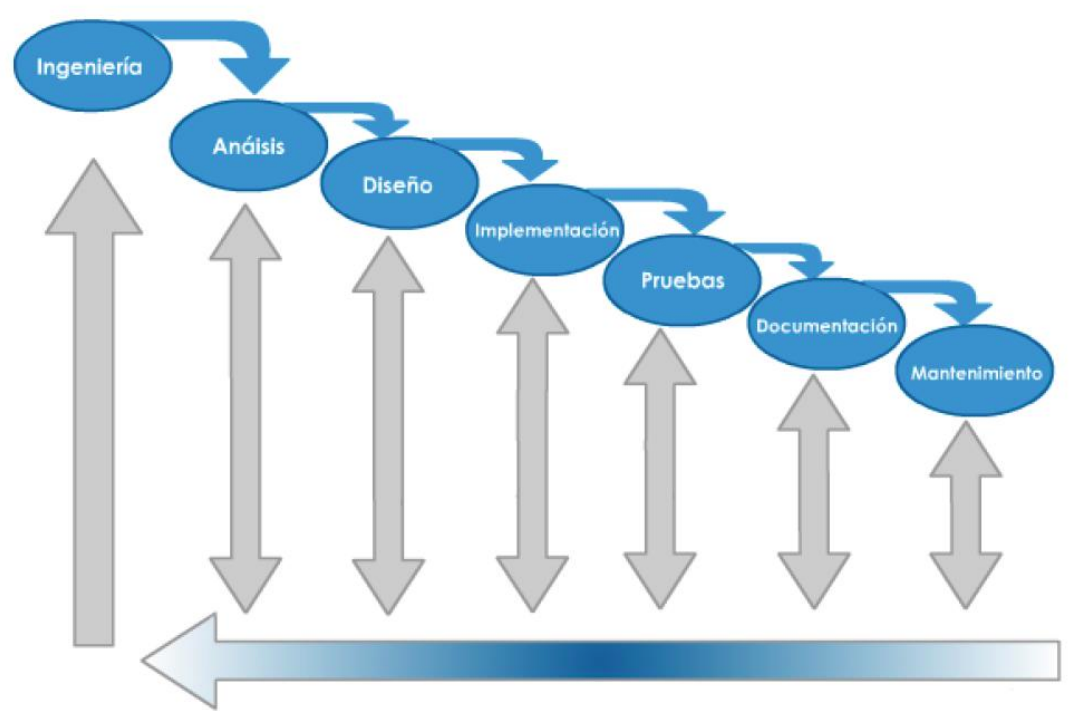 Ingeniería
Anáisis
Diseño
Implementación
Pruebas
Documentación
Mantenimiento